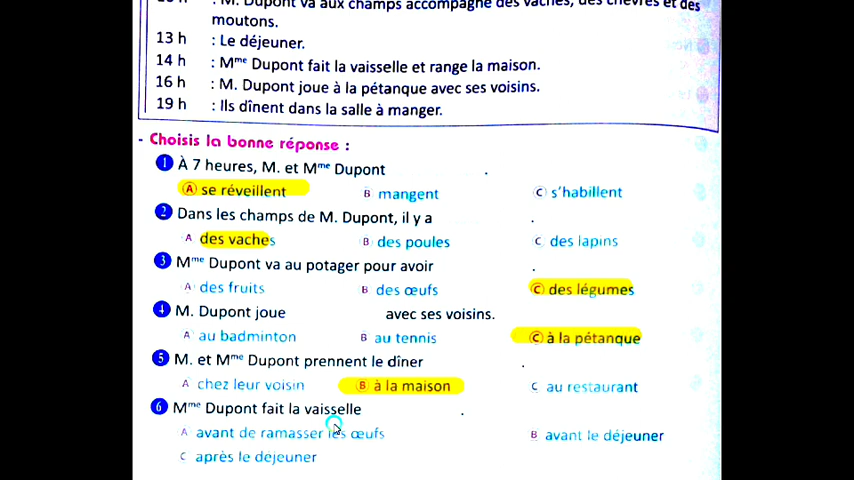 : M. Dupont va aux champs accompagné des vaches, des chèvres et des
moutons.
13 h : Le déjeuner.
14 h : Mme Dupont fait la vaisselle et range la maison.
16 h : M. Dupont joue à la pétanque avec ses voisins.
19 h : Ils dînent dans la salle à manger.
- Choisis la bonne réponse :
1 À 7 heures, M. et Mme Dupont .
A se réveillent B mangent C s'habillent
2 Dans les champs de M. Dupont, il y a .
A des vaches B des poules C des lapins
3 Mme Dupont va au potager pour avoir .
A des fruits B des œufs C des légumes
4 M. Dupont joue avec ses voisins.
A au badminton B au tennis C à la pétanque
5 M. et Mme Dupont prennent le dîner .
A chez leur voisin B à la maison C au restaurant
6 Mme Dupont fait la vaisselle .
A avant de ramasser les œufs B avant le déjeuner
C après le déjeuner